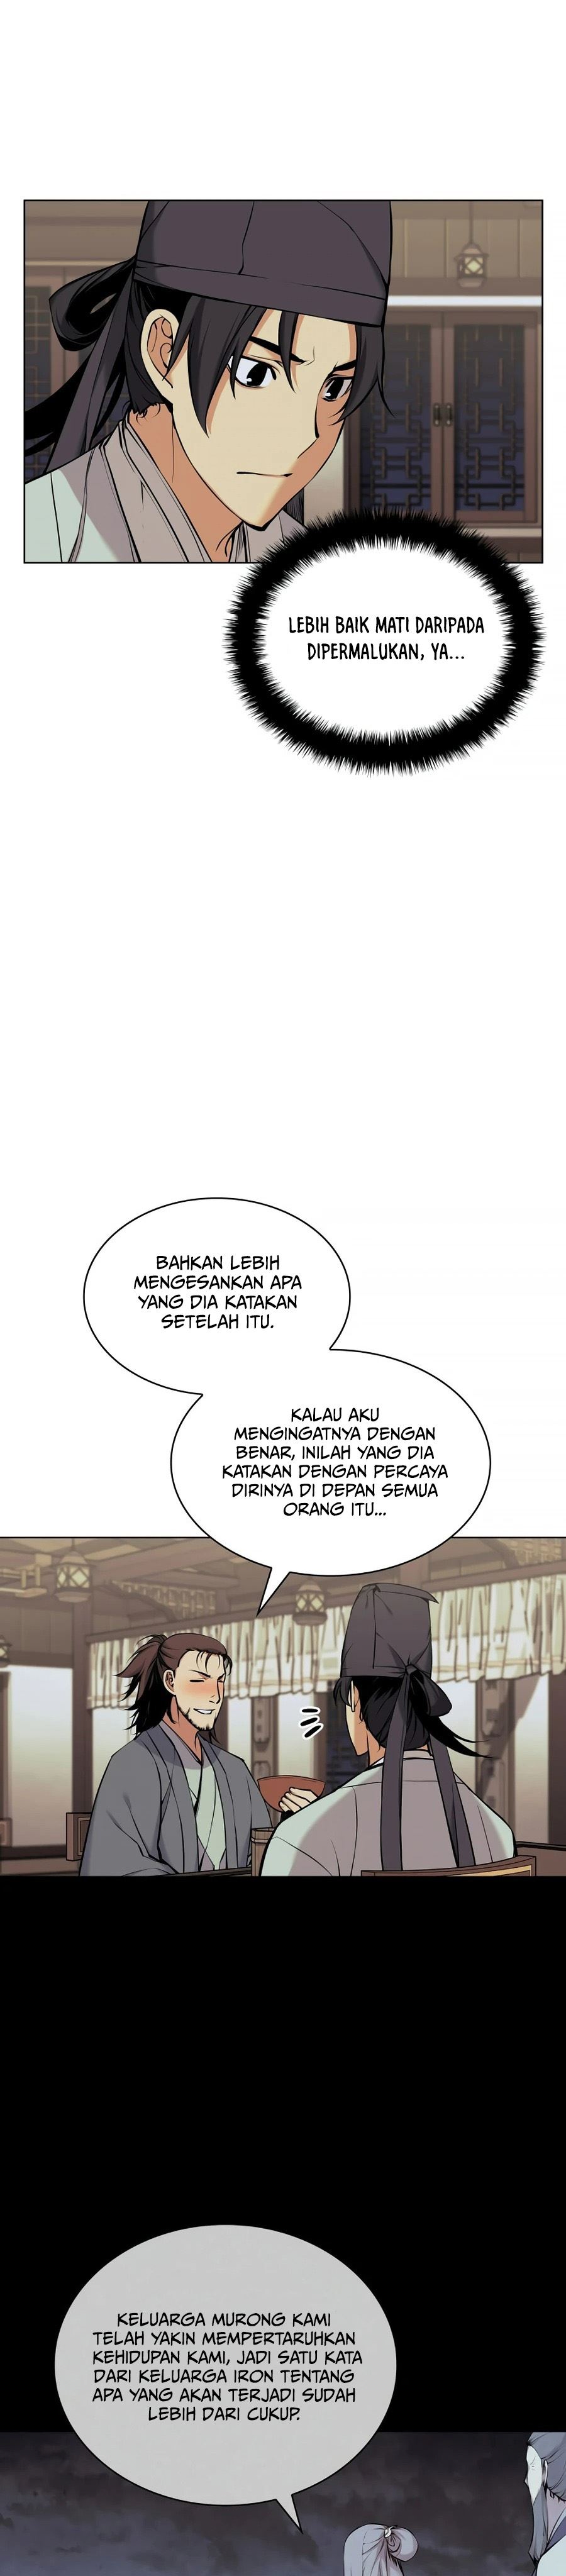 LEBIH BAIK MATI DARIPADA
DIPERMALUKAN, YA...
BAHKAN LEBIH
MENGESANKAN APA
YANG DIA KATAKAN
SETELAH ITU.
KALAU AKU
MENGINGATNYA DENGAN
BENAR, INILAH YANG DIA
KATAKAN DENGAN PERCAYA
DIRINYA DI DEPAN SEMUA
ORANG ITU...
KELUARGA MURONG KAMI
TELAH YAKIN MEMPERTARUHKAN
KEHIDUPAN KAMI, JADI SATU KATA
DARI KELUARGA IRON TENTANG
APA YANG AKAN TERJADI SUDAH
LEBIH DARI CUKUP.